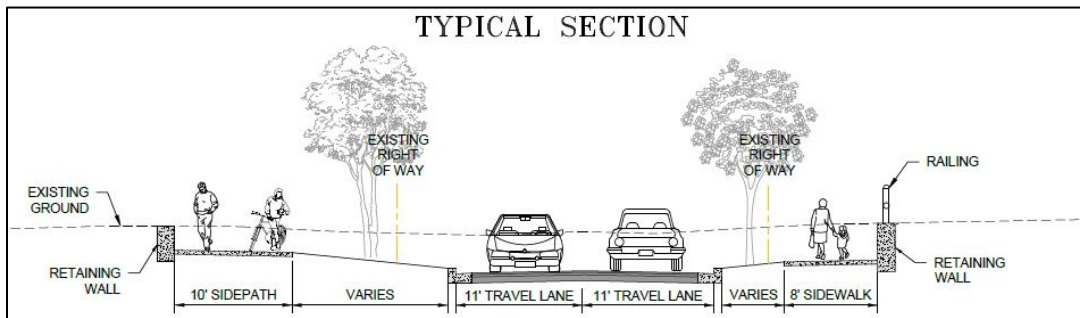 TYPICAL SECTION
EXISTING
RIGHT
OF WAY
EXISTING
RIGHT
OF WAY
RAILING
EXISTING
GROUND
RETAINING
WALL
RETAINING
WALL
10' SIDEPATH
VARIES
11' TRAVEL LANE
11' TRAVEL LANE
VARIES
8' SIDEWALK